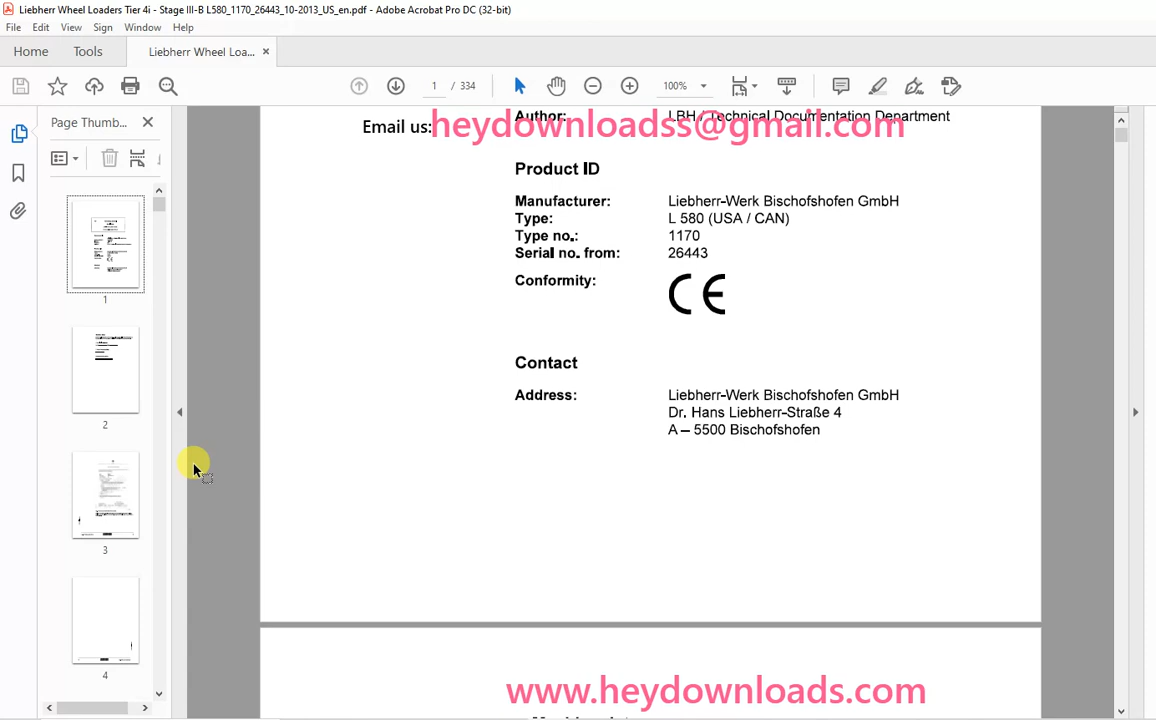 Liebherr Wheel Loaders Tier 4i - Stage III-B L580_1170_26443_10-2013_US_en.pdf - Adobe Acrobat Pro DC (32-bit)
File Edit View Sign Window Help
Home Tools Liebherr Wheel Loa... ×
1 / 334 100%
Page Thumb...
Author: LBH / Technical Documentation Department
Email us: heydownloadss@gmail.com
Product ID
Manufacturer: Liebherr-Werk Bischofshofen GmbH
Type: L 580 (USA / CAN)
Type no.: 1170
Serial no. from: 26443
Conformity: CE
Contact
Address: Liebherr-Werk Bischofshofen GmbH
Dr. Hans Liebherr-Straße 4
A – 5500 Bischofshofen
1
2
3
4
www.heydownloads.com